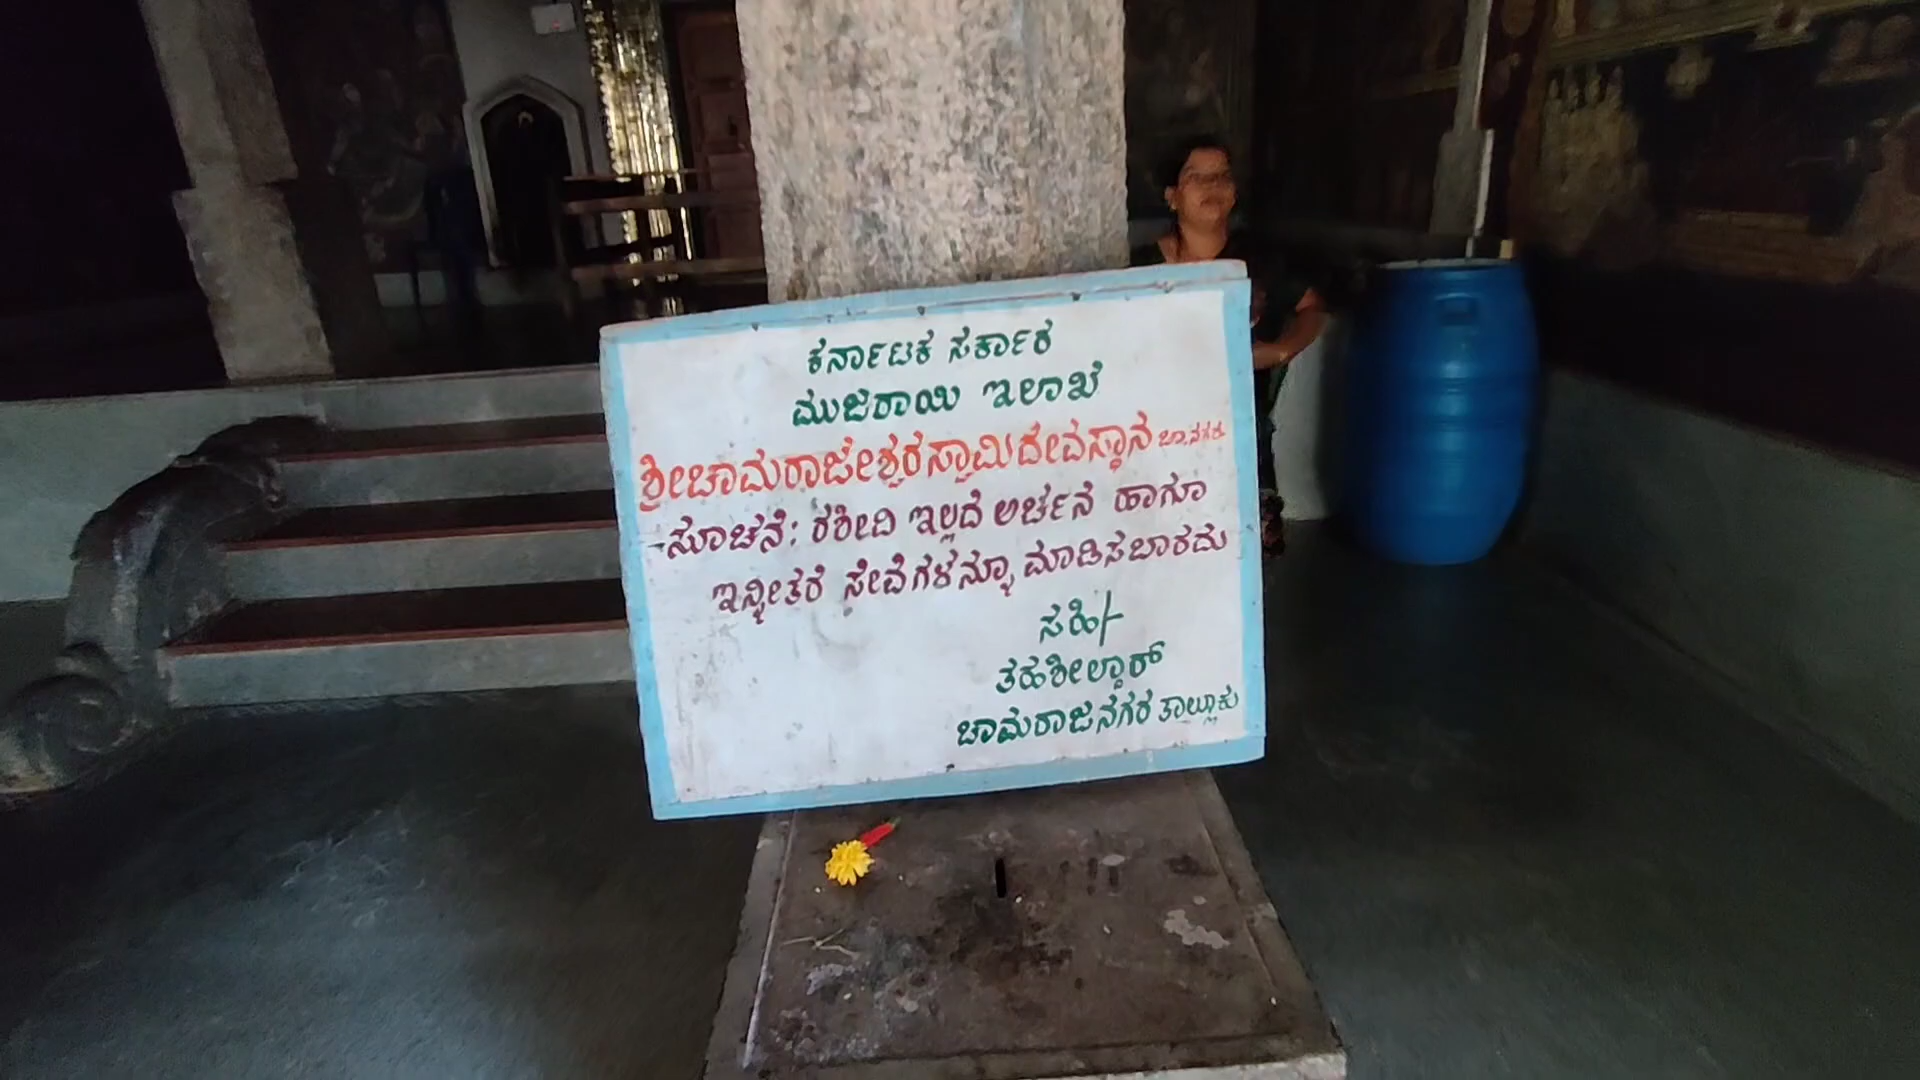 ಕರ್ನಾಟಕ ಸರ್ಕಾರ
ಮುಜರಾಯಿ ಇಲಾಖೆ
ಶ್ರೀಚಾಮರಾಜೇಶ್ವರಸ್ವಾಮಿದೇವಸ್ಥಾನ ಚಾ.ನಗರ
ಸೂಚನೆ: ರಶೀದಿ ಇಲ್ಲದೆ ಅರ್ಚನೆ ಹಾಗೂ
ಇನ್ನೀತರೆ ಸೇವೆಗಳನ್ನೂ ಮಾಡಿಸಬಾರದು
ಸಹಿ/-
ತಹಶೀಲ್ದಾರ್
ಚಾಮರಾಜನಗರ ತಾಲ್ಲೂಕು